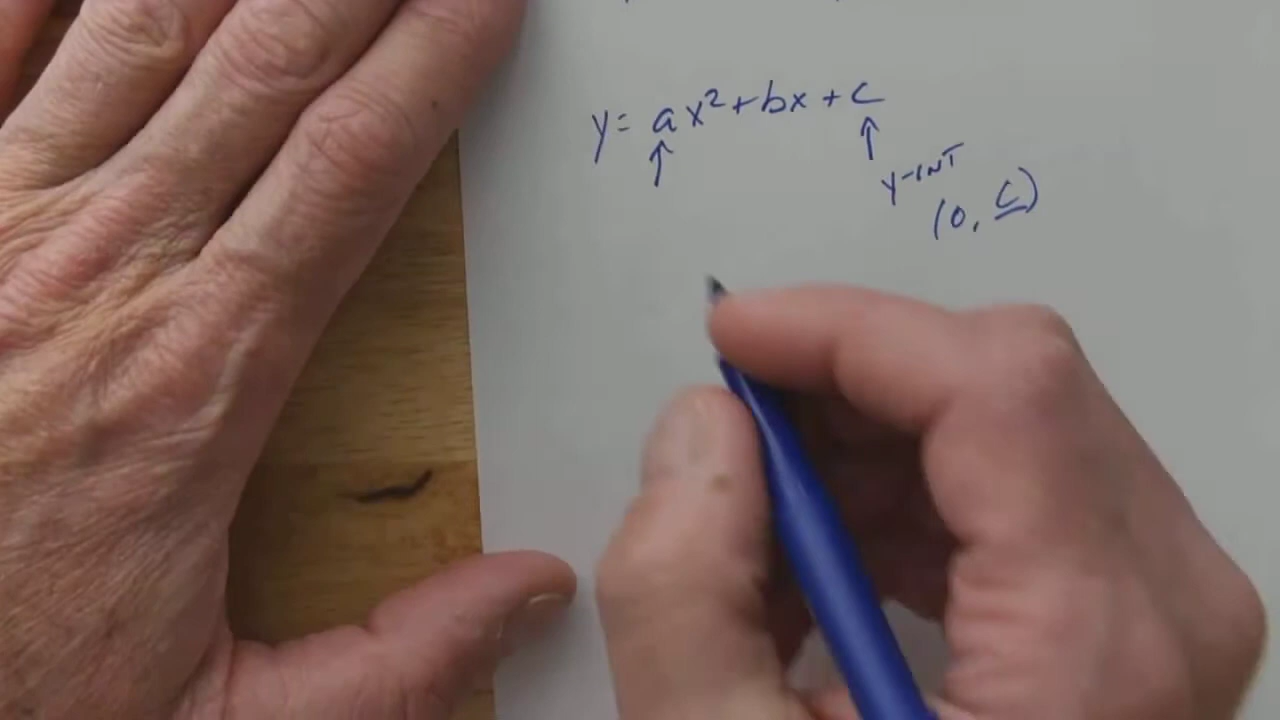 y = ax²+bx+c
↑ ↑
y-INT
(0, c)